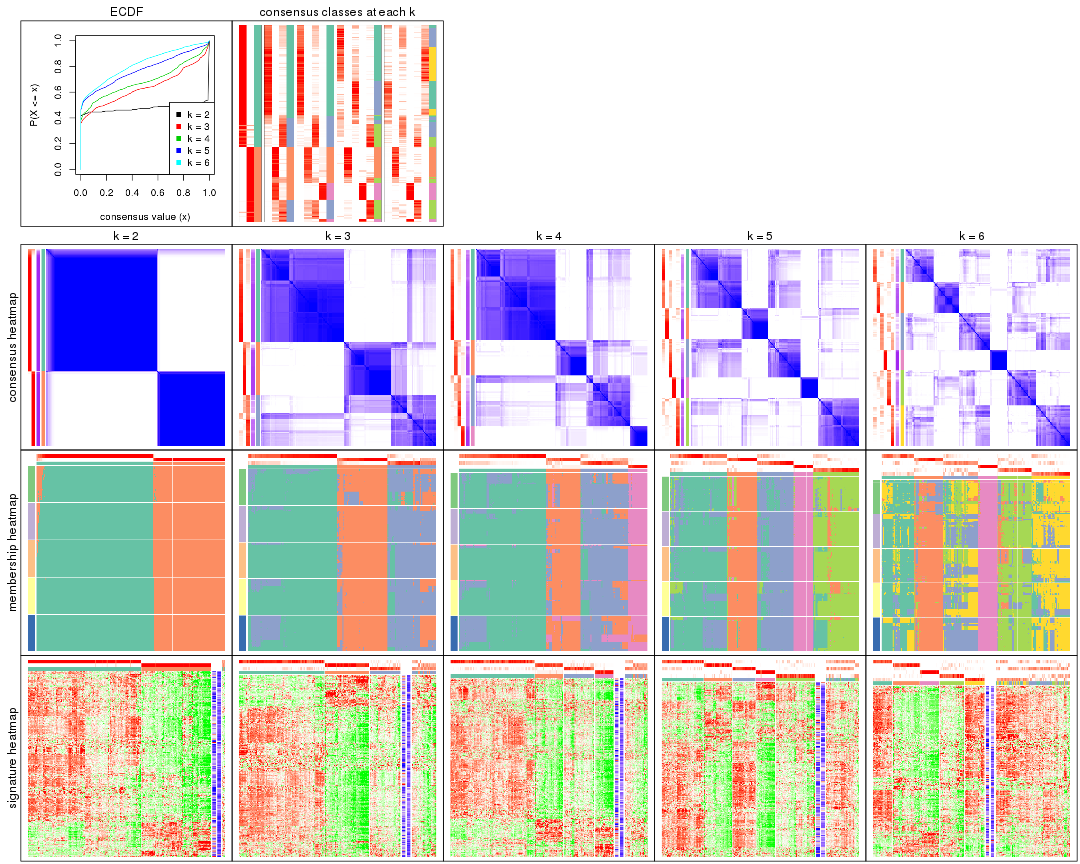 ECDF
consensus classes at each k
P(X <= x)
0.0 0.2 0.4 0.6 0.8 1.0
k = 2
k = 3
k = 4
k = 5
k = 6
0.0 0.2 0.4 0.6 0.8 1.0
consensus value (x)
k = 2
k = 3
k = 4
k = 5
k = 6
consensus heatmap
membership heatmap
signature heatmap